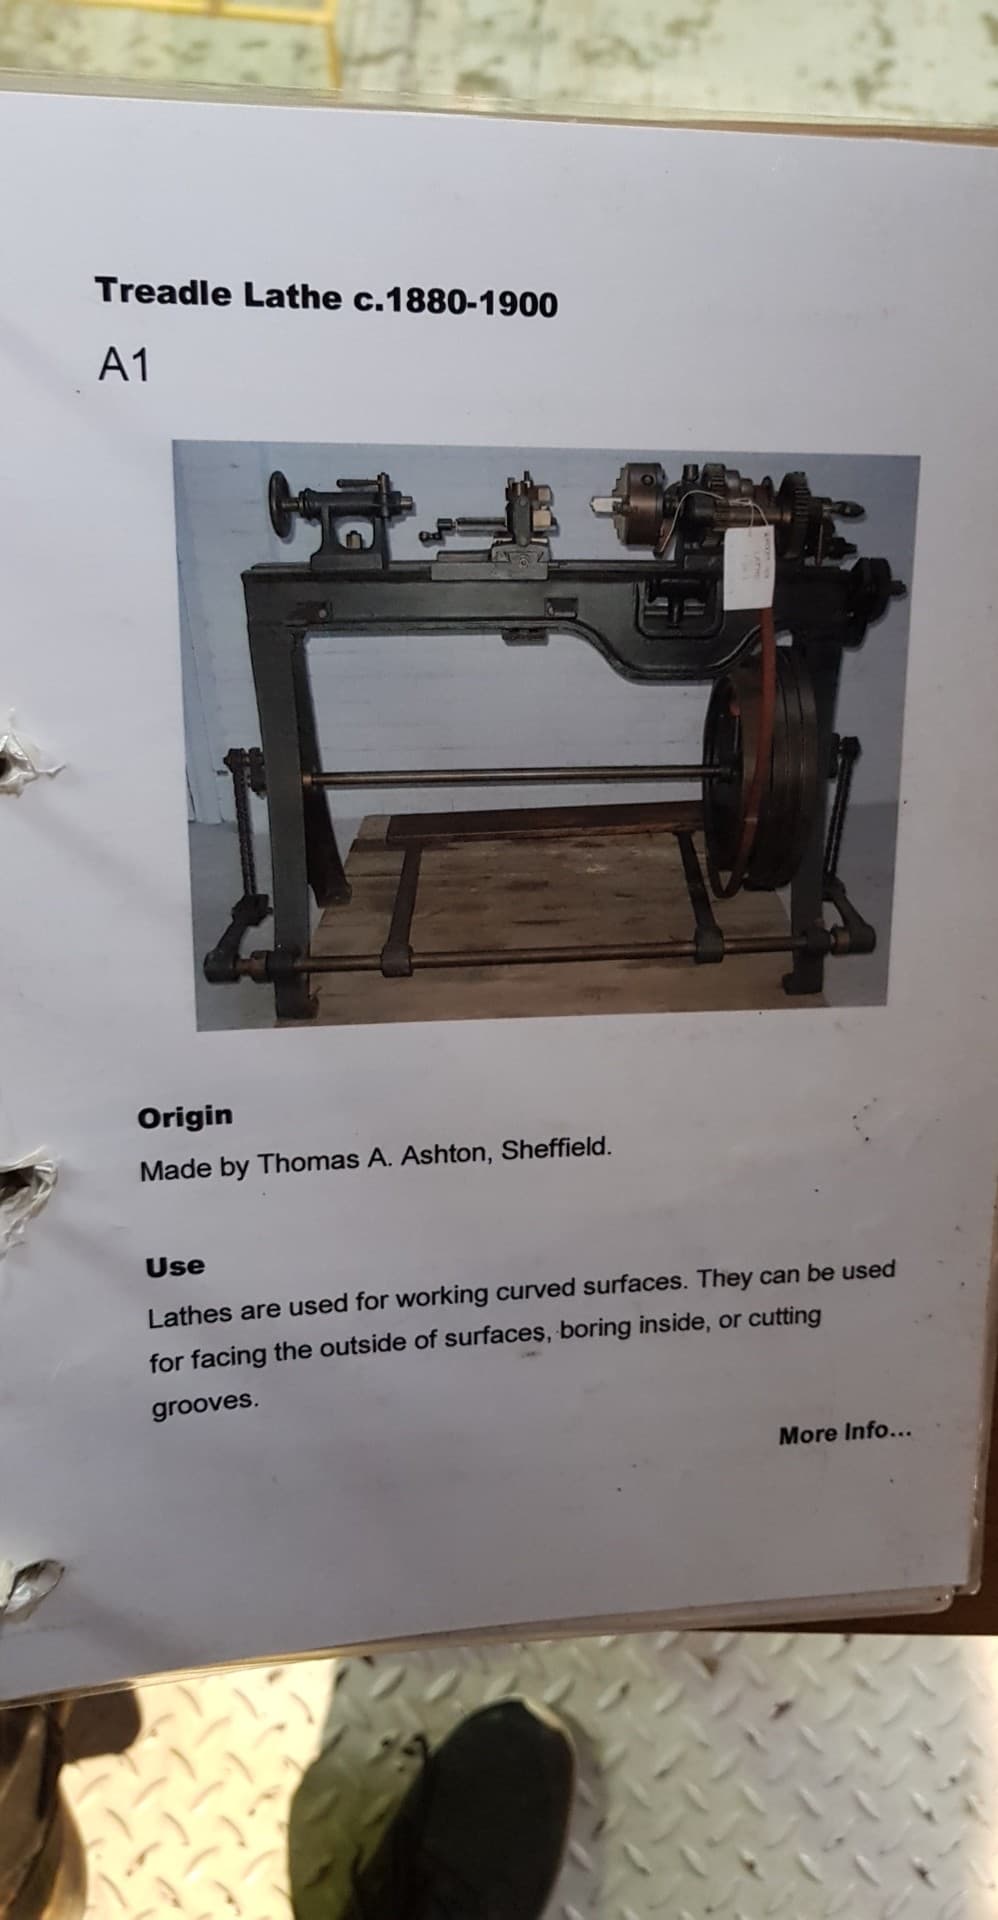 Treadle Lathe c.1880-1900
A1
Origin
Made by Thomas A. Ashton, Sheffield.
Use
Lathes are used for working curved surfaces. They can be used
for facing the outside of surfaces, boring inside, or cutting
grooves.
More Info...